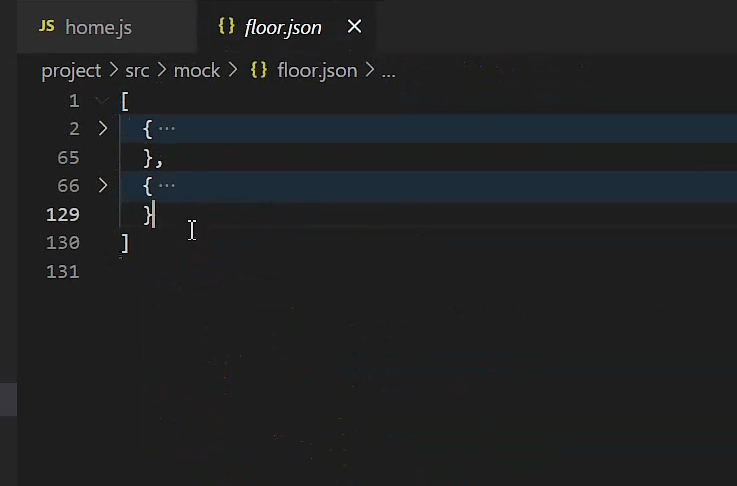 JS home.js {} floor.json ×
project > src > mock > {} floor.json > ...
1 [
2 > { ...
65 },
66 > { ...
129 }
130 ]
131